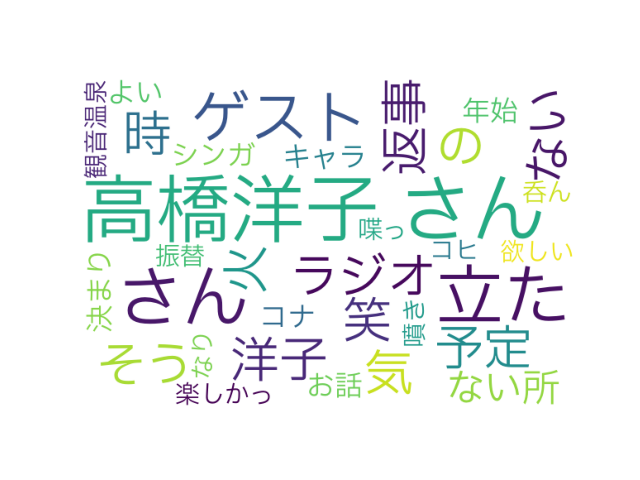 観音温泉
よい
時
ゲスト
返事
の
年始
ない
シンガ
キャラ
高橋洋子
さん
呑ん
喋っ
コヒ
欲しい
振替
決まり
さん
人
ラジオ
立た
コナ
笑
噴き
予定
そう
なり
洋子
気
お話
ない所
楽しかっ